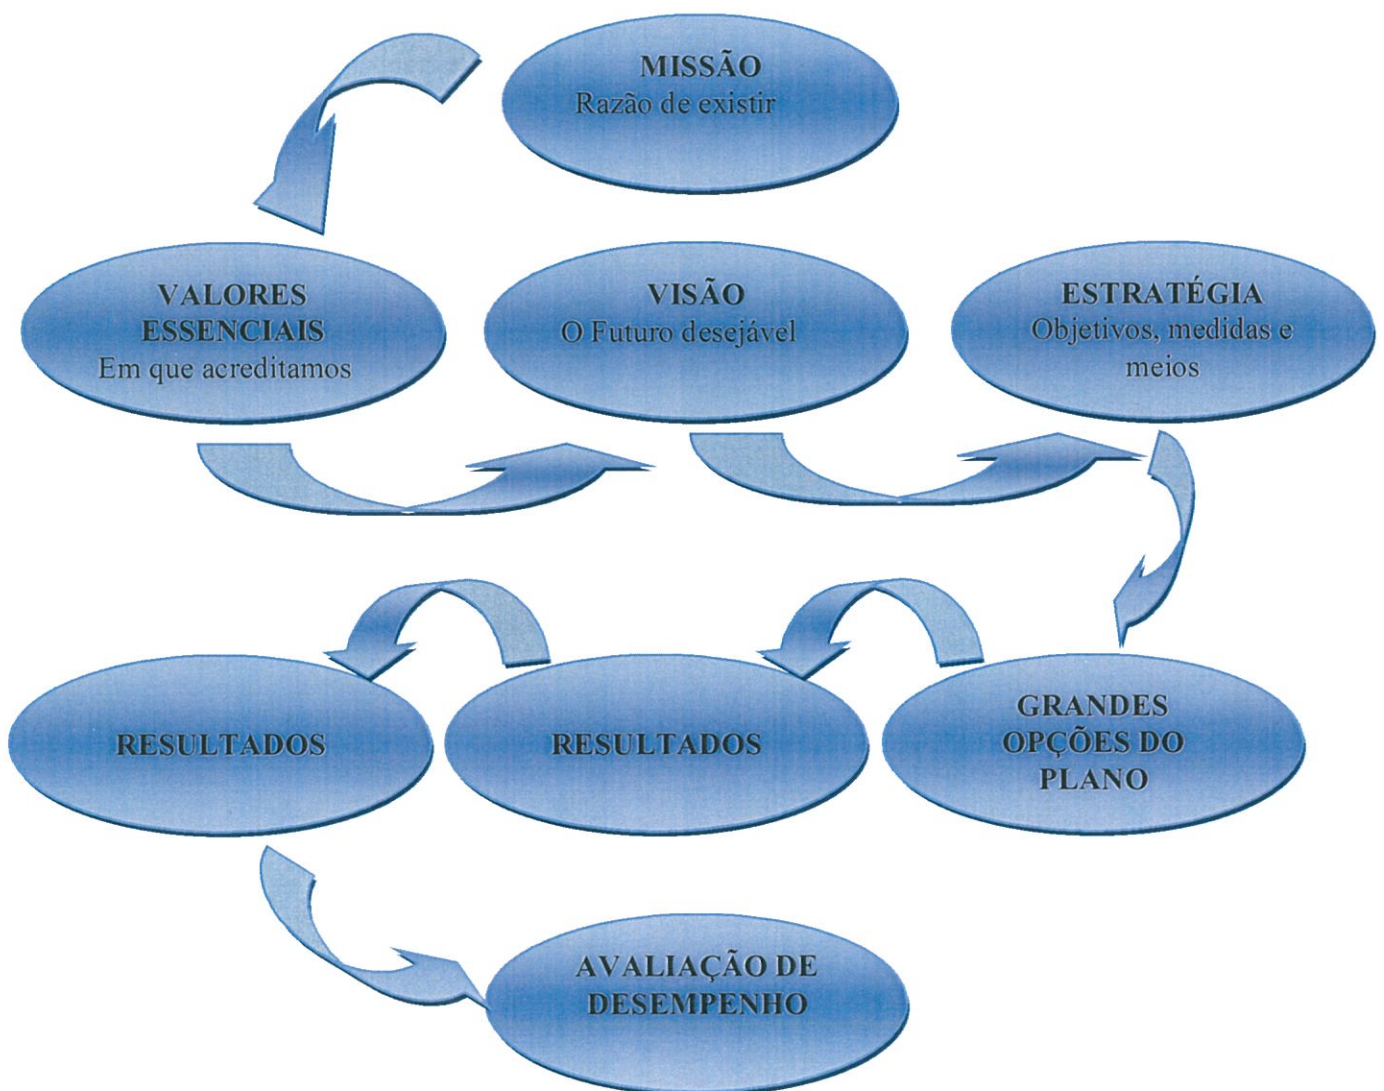 MISSÃO
Razão de existir
VALORES
ESSENCIAIS
Em que acreditamos
VISÃO
O Futuro desejável
ESTRATÉGIA
Objetivos, medidas e
meios
GRANDES
OPÇÕES DO
PLANO
RESULTADOS
RESULTADOS
AVALIAÇÃO DE
DESEMPENHO